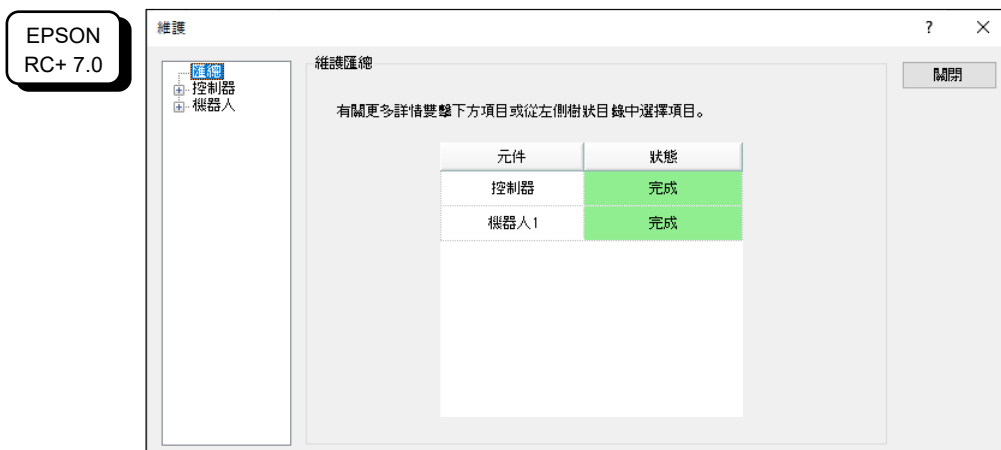 EPSON
RC+ 7.0
維護
? ×
匯總
控制器
機器人
維護匯總
關閉
有關更多詳情雙擊下方項目或從左側樹狀目錄中選擇項目。
元件 狀態
控制器 完成
機器人1 完成